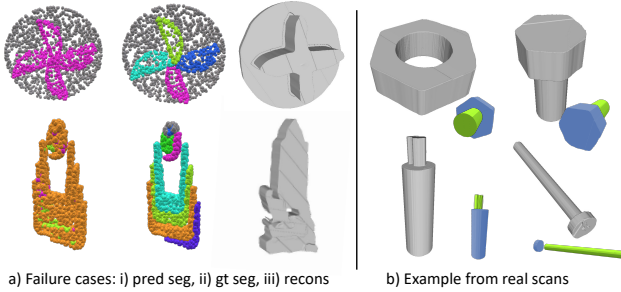 a) Failure cases: i) pred seg, ii) gt seg, iii) recons
b) Example from real scans